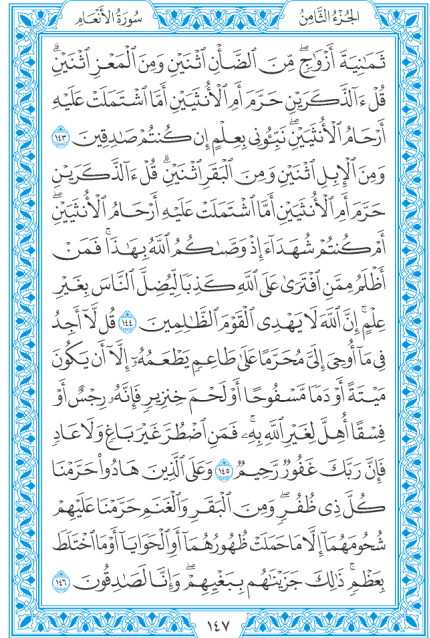 الجُزءُ الثَّامِنُ
سُورَةُ الأَنعَامِ
ثَمَٰنِيَةَ أَزۡوَٰجٖۖ مِّنَ ٱلضَّأۡنِ ٱثۡنَيۡنِ وَمِنَ ٱلۡمَعۡزِ ٱثۡنَيۡنِۗ
قُلۡ ءَآلذَّكَرَيۡنِ حَرَّمَ أَمِ ٱلۡأُنثَيَيۡنِ أَمَّا ٱشۡتَمَلَتۡ عَلَيۡهِ
أَرۡحَامُ ٱلۡأُنثَيَيۡنِۖ نَبِّـُٔونِي بِعِلۡمٍ إِن كُنتُمۡ صَٰدِقِينَ ١٤٣
وَمِنَ ٱلۡإِبِلِ ٱثۡنَيۡنِ وَمِنَ ٱلۡبَقَرِ ٱثۡنَيۡنِۗ قُلۡ ءَآلذَّكَرَيۡنِ
حَرَّمَ أَمِ ٱلۡأُنثَيَيۡنِ أَمَّا ٱشۡتَمَلَتۡ عَلَيۡهِ أَرۡحَامُ ٱلۡأُنثَيَيۡنِۖ
أَمۡ كُنتُمۡ شُهَدَآءَ إِذۡ وَصَّىٰكُمُ ٱللَّهُ بِهَٰذَاۚ فَمَنۡ
أَظۡلَمُ مِمَّنِ ٱفۡتَرَىٰ عَلَى ٱللَّهِ كَذِبٗا لِّيُضِلَّ ٱلنَّاسَ بِغَيۡرِ
عِلۡمٍۚ إِنَّ ٱللَّهَ لَا يَهۡدِي ٱلۡقَوۡمَ ٱلظَّٰلِمِينَ ١٤٤ قُل لَّآ أَجِدُ
فِي مَآ أُوحِيَ إِلَيَّ مُحَرَّمًا عَلَىٰ طَاعِمٖ يَطۡعَمُهُۥٓ إِلَّآ أَن يَكُونَ
مَيۡتَةً أَوۡ دَمٗا مَّسۡفُوحًا أَوۡ لَحۡمَ خِنزِيرٖ فَإِنَّهُۥ رِجۡسٌ أَوۡ
فِسۡقًا أُهِلَّ لِغَيۡرِ ٱللَّهِ بِهِۦۚ فَمَنِ ٱضۡطُرَّ غَيۡرَ بَاغٖ وَلَا عَادٖ
فَإِنَّ رَبَّكَ غَفُورٞ رَّحِيمٞ ١٤٥ وَعَلَى ٱلَّذِينَ هَادُواْ حَرَّمۡنَا
كُلَّ ذِي ظُفُرٖۖ وَمِنَ ٱلۡبَقَرِ وَٱلۡغَنَمِ حَرَّمۡنَا عَلَيۡهِمۡ
شُحُومَهُمَآ إِلَّا مَا حَمَلَتۡ ظُهُورُهُمَآ أَوِ ٱلۡحَوَايَآ أَوۡ مَا ٱخۡتَلَطَ
بِعَظۡمٖۚ ذَٰلِكَ جَزَيۡنَٰهُم بِبَغۡيِهِمۡۖ وَإِنَّا لَصَٰدِقُونَ ١٤٦
١٤٧